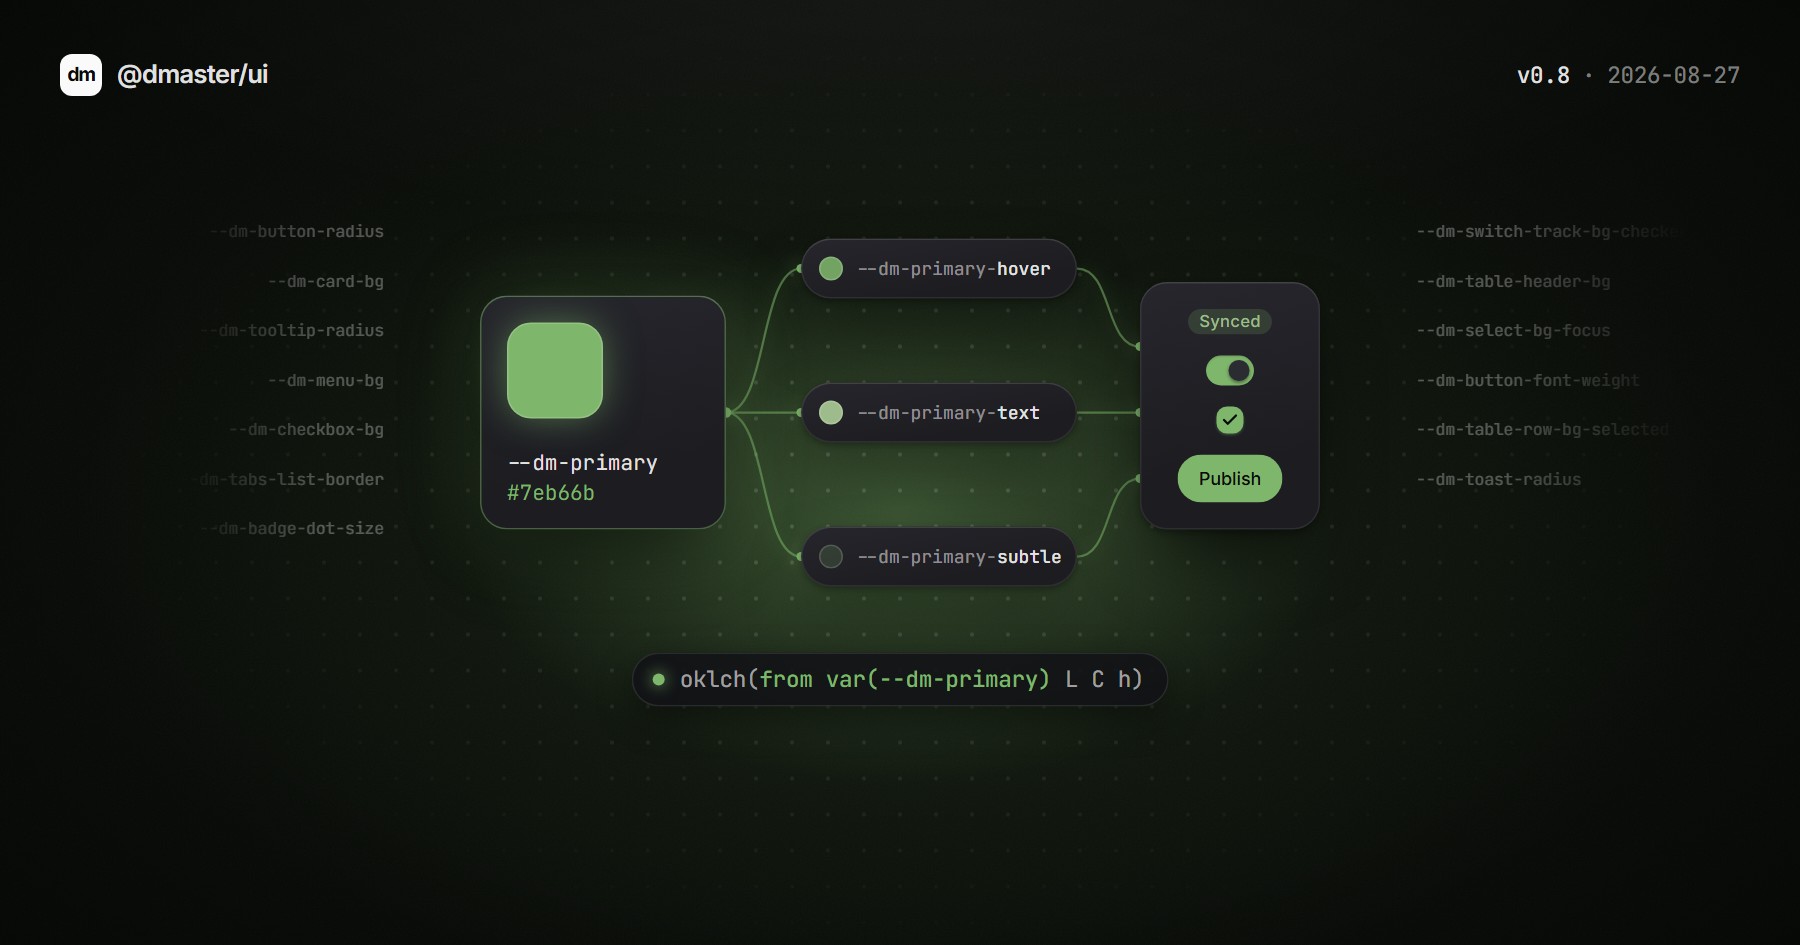 dm @dmaster/ui
v0.8 · 2026-08-27
--dm-button-radius
--dm-card-bg
--dm-tooltip-radius
--dm-menu-bg
--dm-checkbox-bg
dm-tabs-list-border
--dm-badge-dot-size
--dm-primary
#7eb66b
--dm-primary-hover
--dm-primary-text
--dm-primary-subtle
Synced
Publish
--dm-switch-track-bg-checke
--dm-table-header-bg
--dm-select-bg-focus
--dm-button-font-weight
--dm-table-row-bg-selected
--dm-toast-radius
oklch(from var(--dm-primary) L C h)